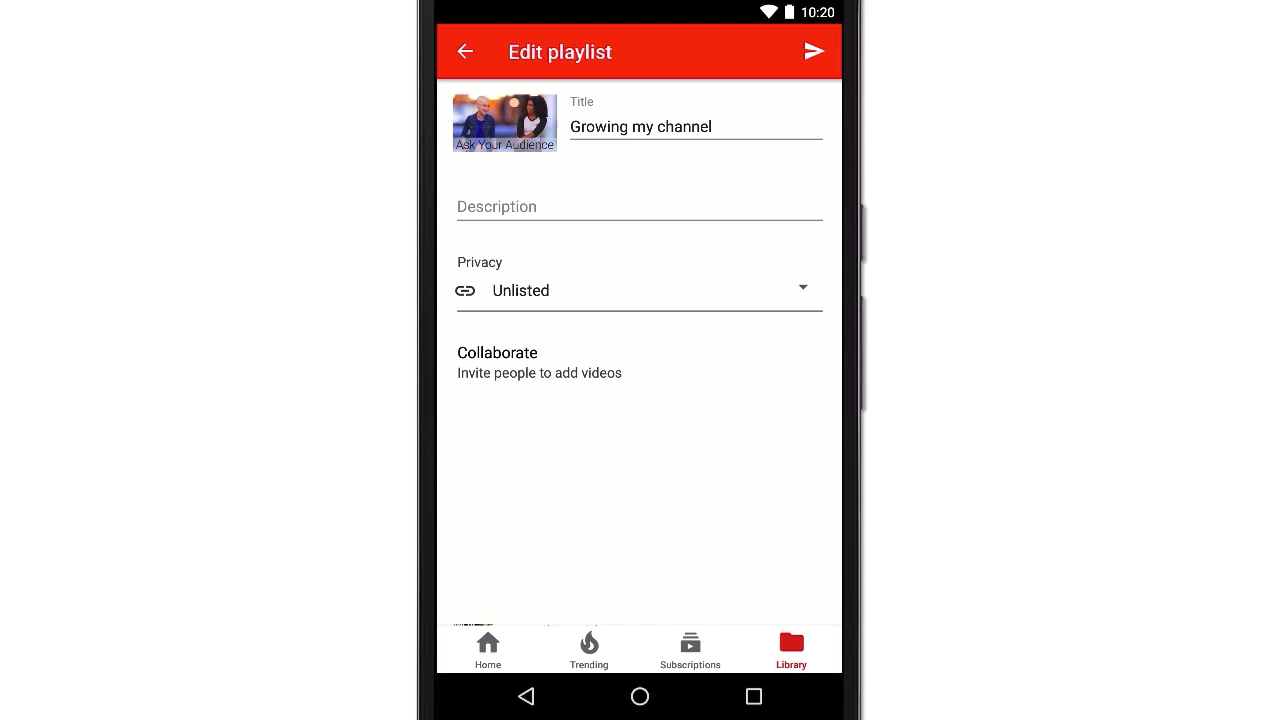 10:20
Edit playlist
Title
Growing my channel
Ask Your Audience
Description
Privacy
Unlisted
Collaborate
Invite people to add videos
Home
Trending
Subscriptions
Library